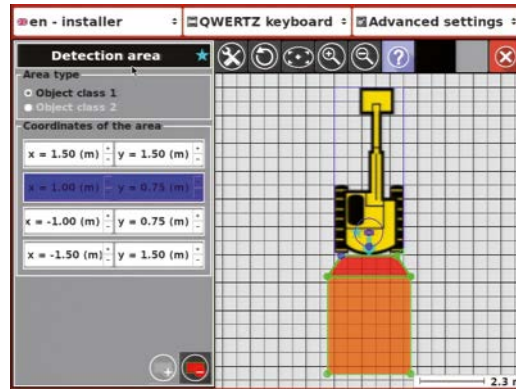 en - installer
QWERTZ keyboard
Advanced settings
Detection area
Area type
Object class 1
Object class 2
Coordinates of the area
x = 1.50 (m) y = 1.50 (m)
x = 1.00 (m) y = 0.75 (m)
x = -1.00 (m) y = 0.75 (m)
x = -1.50 (m) y = 1.50 (m)
?
2.3